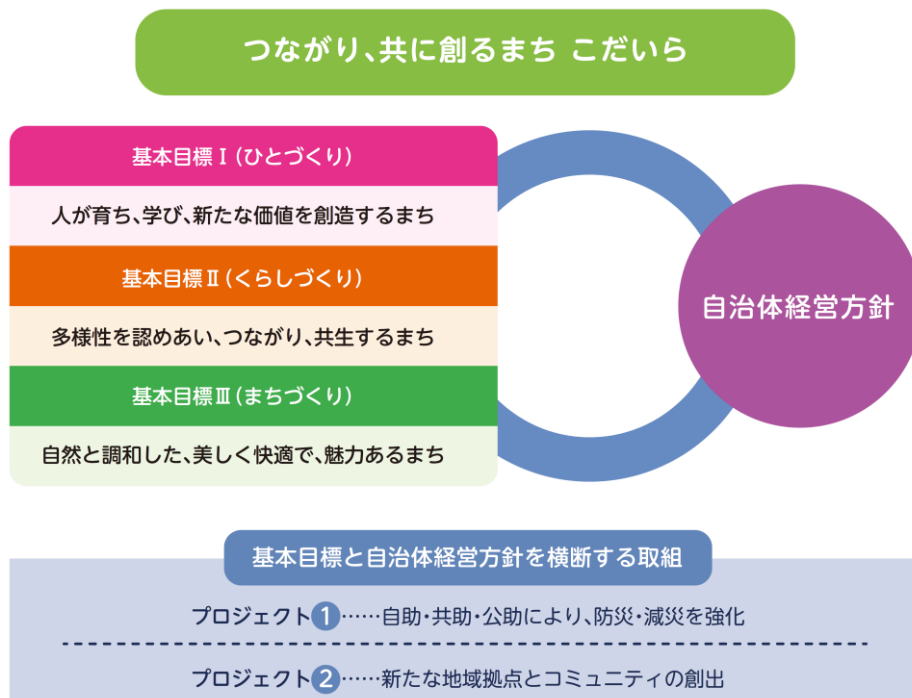 つながり、共に創るまち こだいら
基本目標Ⅰ(ひとづくり)
人が育ち、学び、新たな価値を創造するまち
基本目標Ⅱ(くらしづくり)
多様性を認めあい、つながり、共生するまち
基本目標Ⅲ(まちづくり)
自然と調和した、美しく快適で、魅力あるまち
自治体経営方針
基本目標と自治体経営方針を横断する取組
プロジェクト1……自助・共助・公助により、防災・減災を強化
プロジェクト2……新たな地域拠点とコミュニティの創出